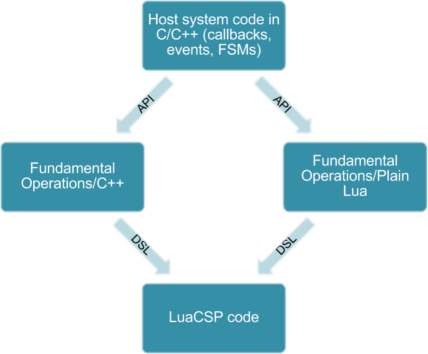 Host system code in
C/C++ (callbacks,
events, FSMs)
API
API
Fundamental
Operations/C++
Fundamental
Operations/Plain
Lua
DSL
DSL
LuaCSP code